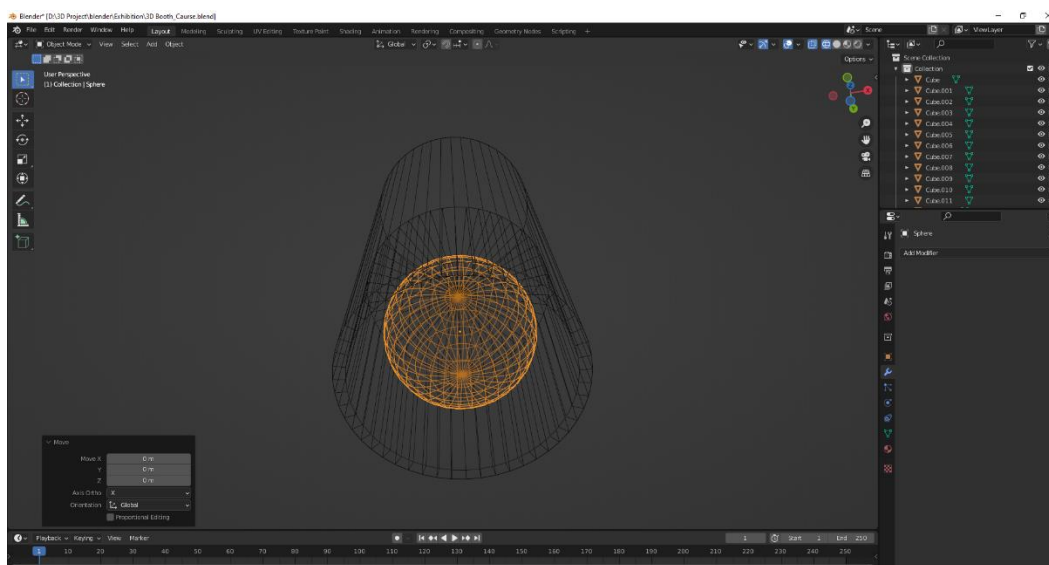 Blender* [D:\3D Project\blender\Exhibition\3D Booth_Caurse.blend]
File Edit Render Window Help Layout Modeling Sculpting UV Editing Texture Paint Shading Animation Rendering Compositing Geometry Nodes Scripting + Scene ViewLayer
Object Mode View Select Add Object Global
Options
User Perspective
(1) Collection | Sphere
Scene Collection
Collection
Cube
Cube.001
Cube.002
Cube.003
Cube.004
Cube.005
Cube.006
Cube.007
Cube.008
Cube.009
Cube.010
Cube.011
Sphere
Add Modifier
Move
Move X 0 m
Y 0 m
Z 0 m
Axis Ortho X
Orientation Global
Proportional Editing
Playback Keying View Marker 1 Start 1 End 250
1 10 20 30 40 50 60 70 80 90 100 110 120 130 140 150 160 170 180 190 200 210 220 230 240 250